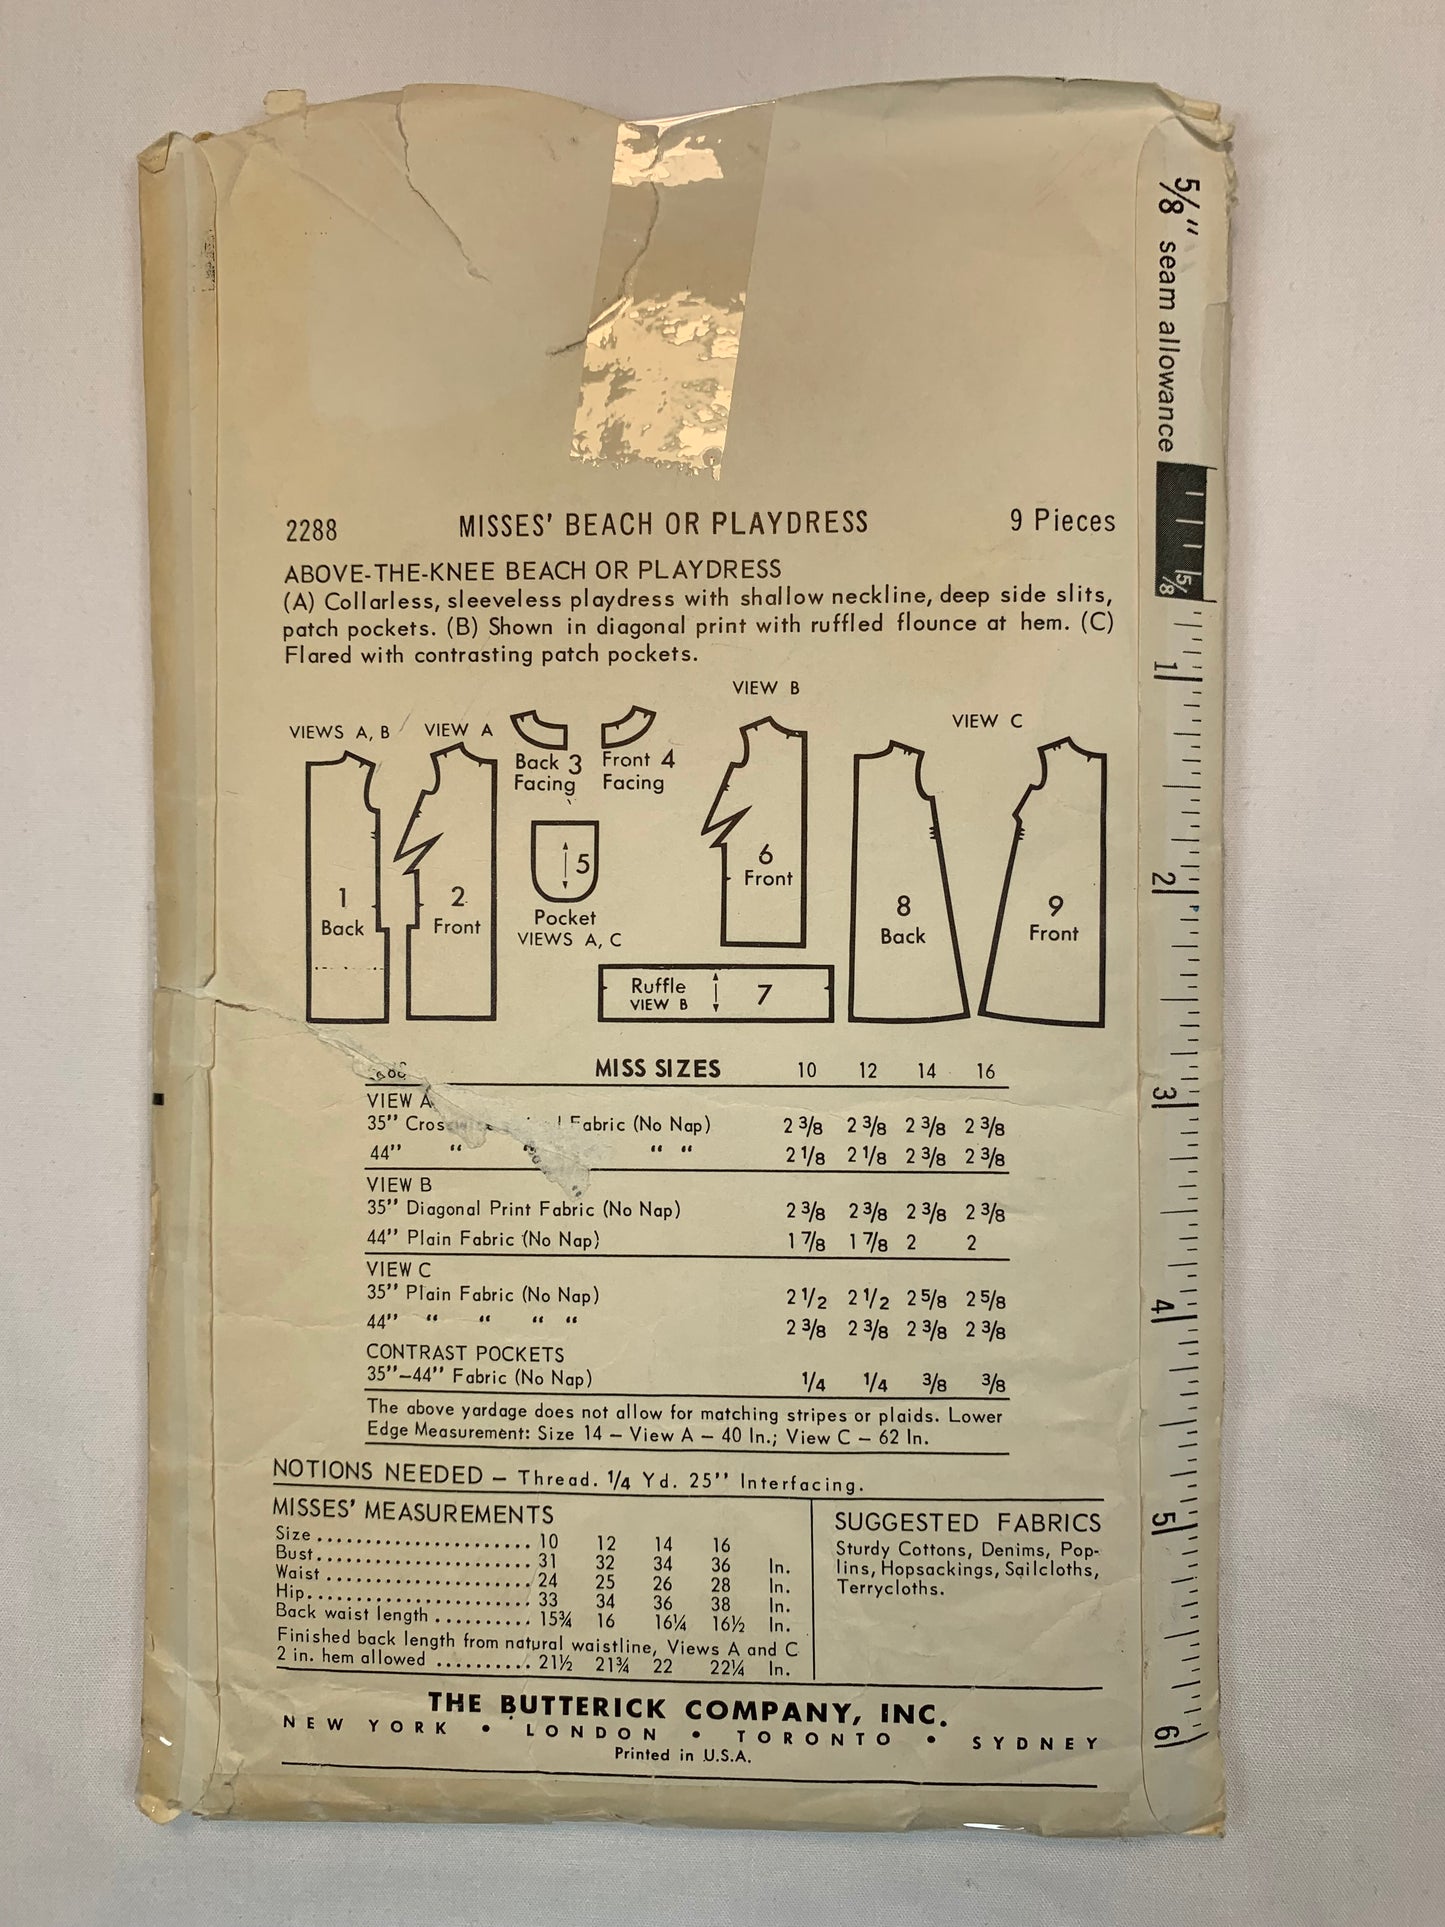 5/8" seam allowance
2288 MISSES' BEACH OR PLAYDRESS 9 Pieces
ABOVE-THE-KNEE BEACH OR PLAYDRESS
(A) Collarless, sleeveless playdress with shallow neckline, deep side slits,
patch pockets. (B) Shown in diagonal print with ruffled flounce at hem. (C)
Flared with contrasting patch pockets.
VIEWS A, B
VIEW A
VIEW B
VIEW C
Back 3
Facing
Front 4
Facing
1
Back
2
Front
5
Pocket
VIEWS A, C
6
Front
Ruffle
VIEW B
7
8
Back
9
Front
MISS SIZES 10 12 14 16
VIEW A
35" Fabric (No Nap) 2 3/8 2 3/8 2 3/8 2 3/8
44" " " " 2 1/8 2 1/8 2 3/8 2 3/8
VIEW B
35" Diagonal Print Fabric (No Nap) 2 3/8 2 3/8 2 3/8 2 3/8
44" Plain Fabric (No Nap) 1 7/8 1 7/8 2 2
VIEW C
35" Plain Fabric (No Nap) 2 1/2 2 1/2 2 5/8 2 5/8
44" " " " " 2 3/8 2 3/8 2 3/8 2 3/8
CONTRAST POCKETS
35"–44" Fabric (No Nap) 1/4 1/4 3/8 3/8
The above yardage does not allow for matching stripes or plaids. Lower
Edge Measurement: Size 14 – View A – 40 In.; View C – 62 In.
NOTIONS NEEDED – Thread. 1/4 Yd. 25" Interfacing.
MISSES' MEASUREMENTS
Size ....................... 10 12 14 16
Bust ....................... 31 32 34 36 In.
Waist ...................... 24 25 26 28 In.
Hip ........................ 33 34 36 38 In.
Back waist length .......... 15¾ 16 16¼ 16½ In.
Finished back length from natural waistline, Views A and C
2 in. hem allowed .......... 21½ 21¾ 22 22¼ In.
SUGGESTED FABRICS
Sturdy Cottons, Denims, Pop-
lins, Hopsackings, Sailcloths,
Terrycloths.
THE BUTTERICK COMPANY, INC.
NEW YORK • LONDON • TORONTO • SYDNEY
Printed in U.S.A.
5/8
1
2
3
4
5
6